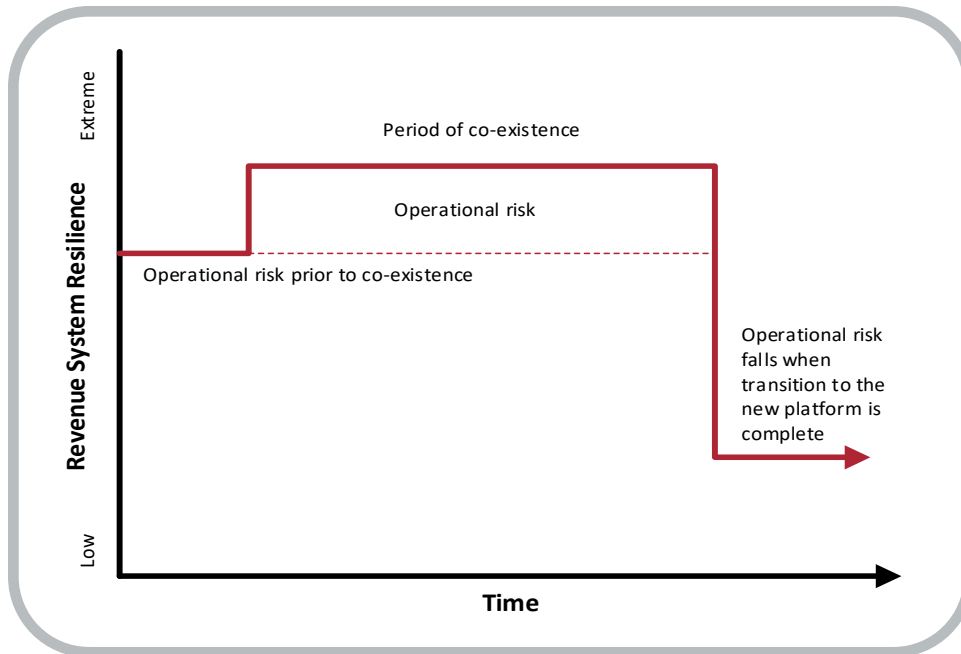 Extreme
Period of co-existence
Operational risk
Revenue System Resilience
Operational risk prior to co-existence
Operational risk
falls when
transition to the
new platform is
complete
Low
Time